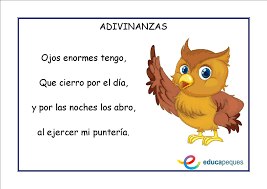 ADIVINANZAS
Ojos enormes tengo,
Que cierro por el día,
y por las noches los abro,
al ejercer mi puntería.
educapeques